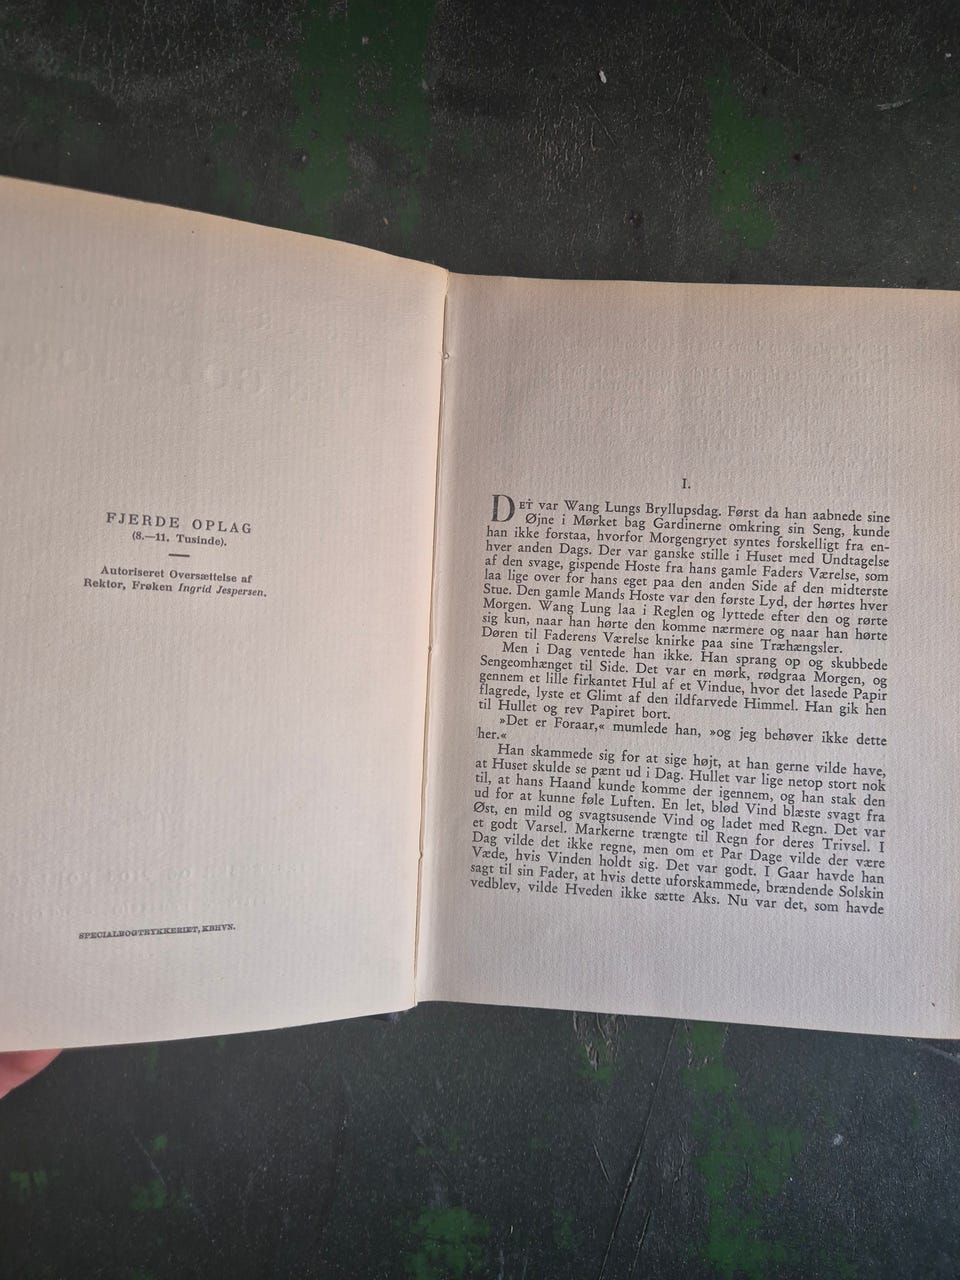 FJERDE OPLAG
(8.—11. Tusinde).
Autoriseret Oversættelse af
Rektor, Frøken Ingrid Jespersen.
SPECIALBOGTRYKKERIET, KBHVN.
I.
DET var Wang Lungs Bryllupsdag. Først da han aabnede sine
Øjne i Mørket bag Gardinerne omkring sin Seng, kunde
han ikke forstaa, hvorfor Morgengryet syntes forskelligt fra en-
hver anden Dags. Der var ganske stille i Huset med Undtagelse
af den svage, gispende Hoste fra hans gamle Faders Værelse, som
laa lige over for hans eget paa den anden Side af den midterste
Stue. Den gamle Mands Hoste var den første Lyd, der hørtes hver
Morgen. Wang Lung laa i Reglen og lyttede efter den og rørte
sig kun, naar han hørte den komme nærmere og naar han hørte
Døren til Faderens Værelse knirke paa sine Træhængsler.
Men i Dag ventede han ikke. Han sprang op og skubbede
Sengeomhænget til Side. Det var en mørk, rødgraa Morgen, og
gennem et lille firkantet Hul af et Vindue, hvor det lasede Papir
flagrede, lyste et Glimt af den ildfarvede Himmel. Han gik hen
til Hullet og rev Papiret bort.
»Det er Foraar,« mumlede han, »og jeg behøver ikke dette
her.«
Han skammede sig for at sige højt, at han gerne vilde have,
at Huset skulde se pænt ud i Dag. Hullet var lige netop stort nok
til, at hans Haand kunde komme der igennem, og han stak den
ud for at kunne føle Luften. En let, blød Vind blæste svagt fra
Øst, en mild og svagtsusende Vind og ladet med Regn. Det var
et godt Varsel. Markerne trængte til Regn for deres Trivsel. I
Dag vilde det ikke regne, men om et Par Dage vilde der være
Væde, hvis Vinden holdt sig. Det var godt. I Gaar havde han
sagt til sin Fader, at hvis dette uforskammede, brændende Solskin
vedblev, vilde Hveden ikke sætte Aks. Nu var det, som havde